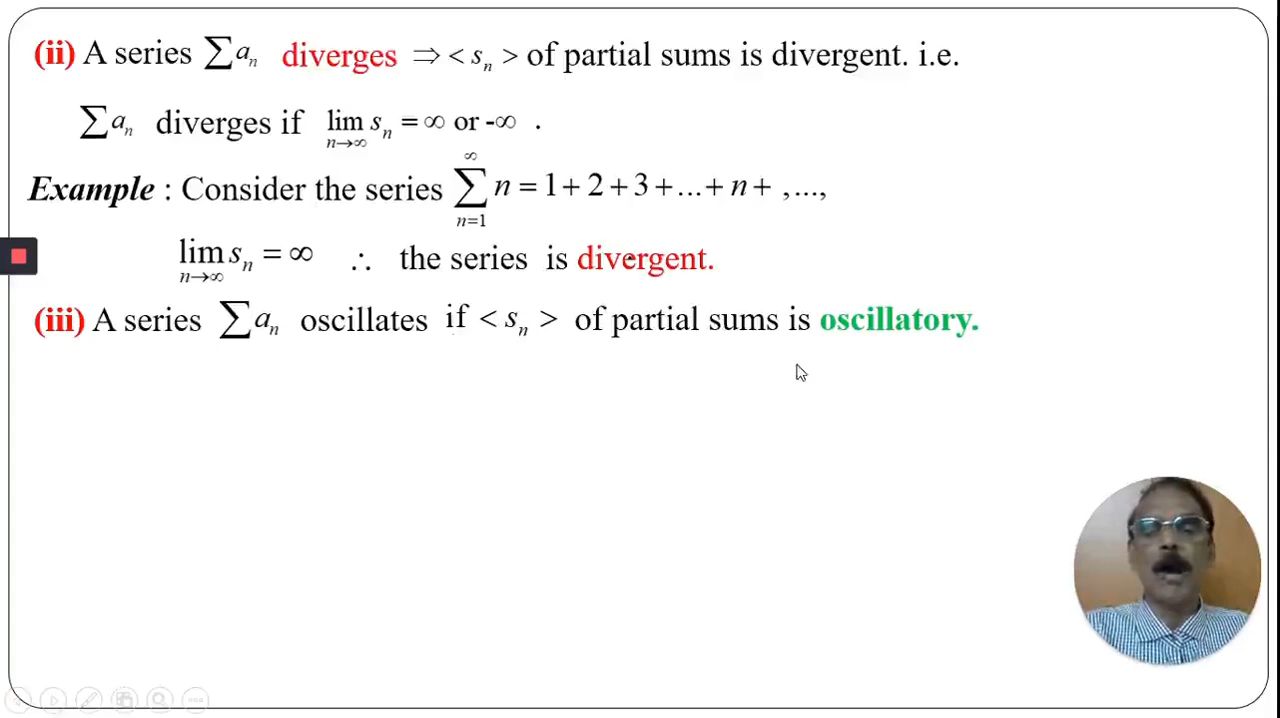 (ii) A series ∑aₙ diverges ⇒ < sₙ > of partial sums is divergent. i.e.
∑aₙ diverges if lim n→∞ sₙ = ∞ or -∞ .
Example : Consider the series ∑ n=1 ∞ n = 1 + 2 + 3 + ... + n + , ...,
lim n→∞ sₙ = ∞ ∴ the series is divergent.
(iii) A series ∑aₙ oscillates if < sₙ > of partial sums is oscillatory.